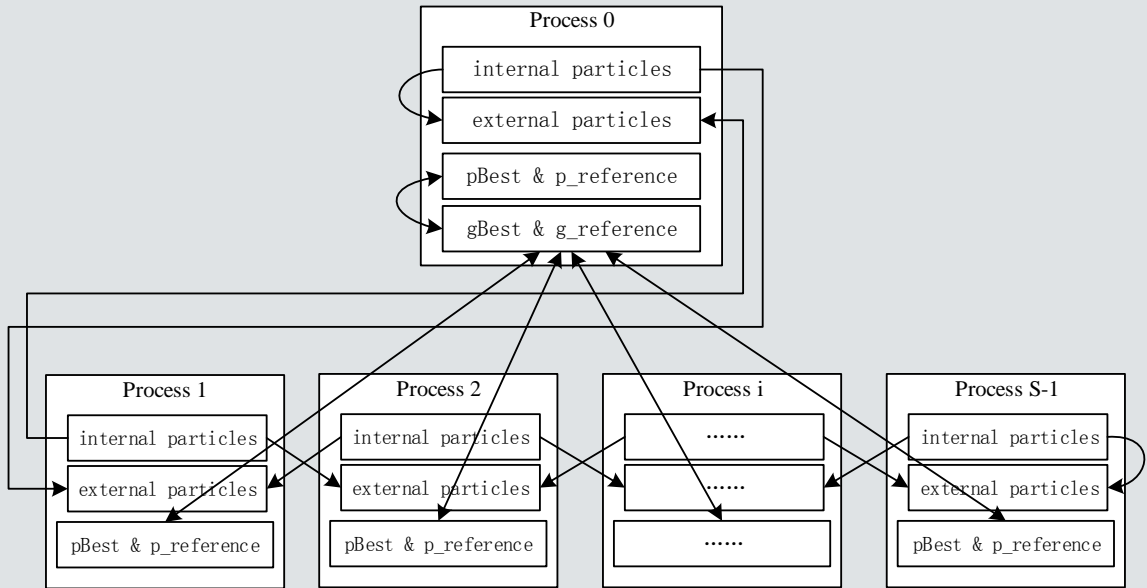 Process 0
internal particles
external particles
pBest & p_reference
gBest & g_reference
Process 1
internal particles
external particles
pBest & p_reference
Process 2
internal particles
external particles
pBest & p_reference
Process i
······
······
······
Process S-1
internal particles
external particles
pBest & p_reference